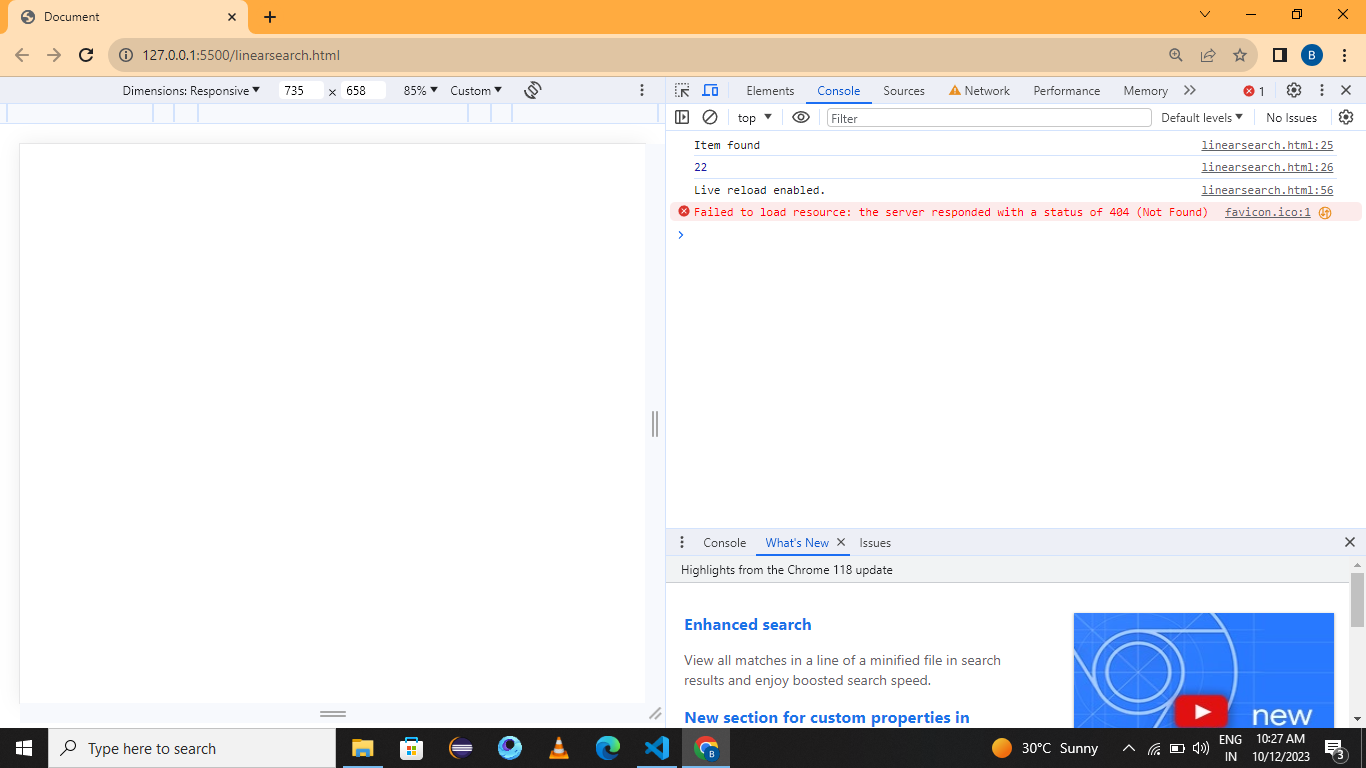 Document
127.0.0.1:5500/linearsearch.html
B
Dimensions: Responsive 735 x 658 85% Custom
Elements Console Sources Network Performance Memory 1
top Filter Default levels No Issues
Item found linearsearch.html:25
22 linearsearch.html:26
Live reload enabled. linearsearch.html:56
Failed to load resource: the server responded with a status of 404 (Not Found) favicon.ico:1
Console What's New Issues
Highlights from the Chrome 118 update
Enhanced search
View all matches in a line of a minified file in search
results and enjoy boosted search speed.
New section for custom properties in
new
Type here to search
B
30°C Sunny
ENG
IN
10:27 AM
10/12/2023
3